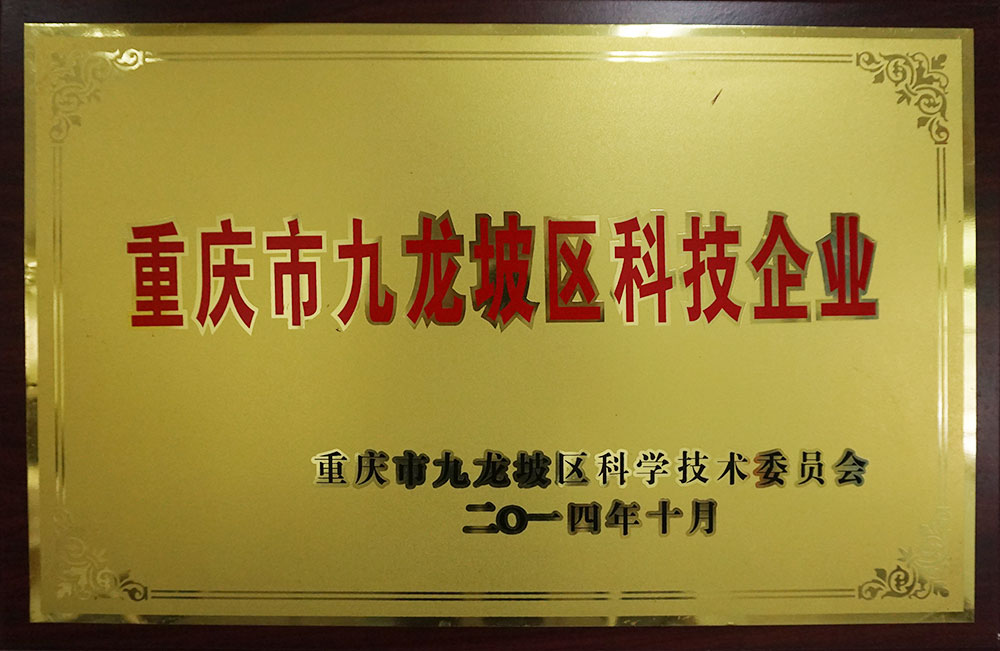 重庆市九龙坡区科技企业
重庆市九龙坡区科学技术委员会
二O一四年十月